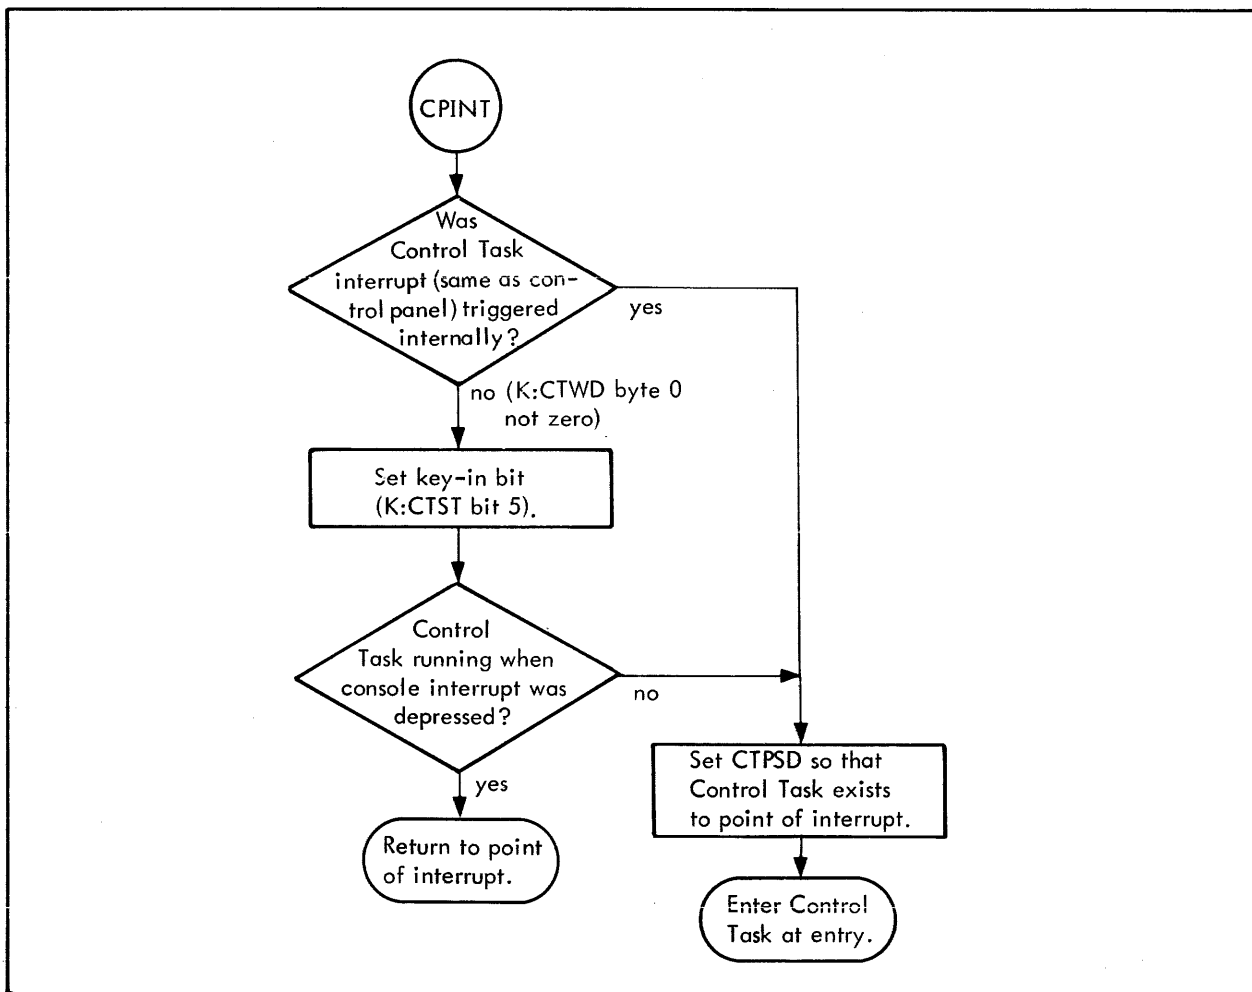 CPINT
Was
Control Task
interrupt (same as con-
trol panel) triggered
internally?
yes
no (K:CTWD byte 0
not zero)
Set key-in bit
(K:CTST bit 5).
Control
Task running when
console interrupt was
depressed?
no
yes
Return to point
of interrupt.
Set CTPSD so that
Control Task exists
to point of interrupt.
Enter Control
Task at entry.